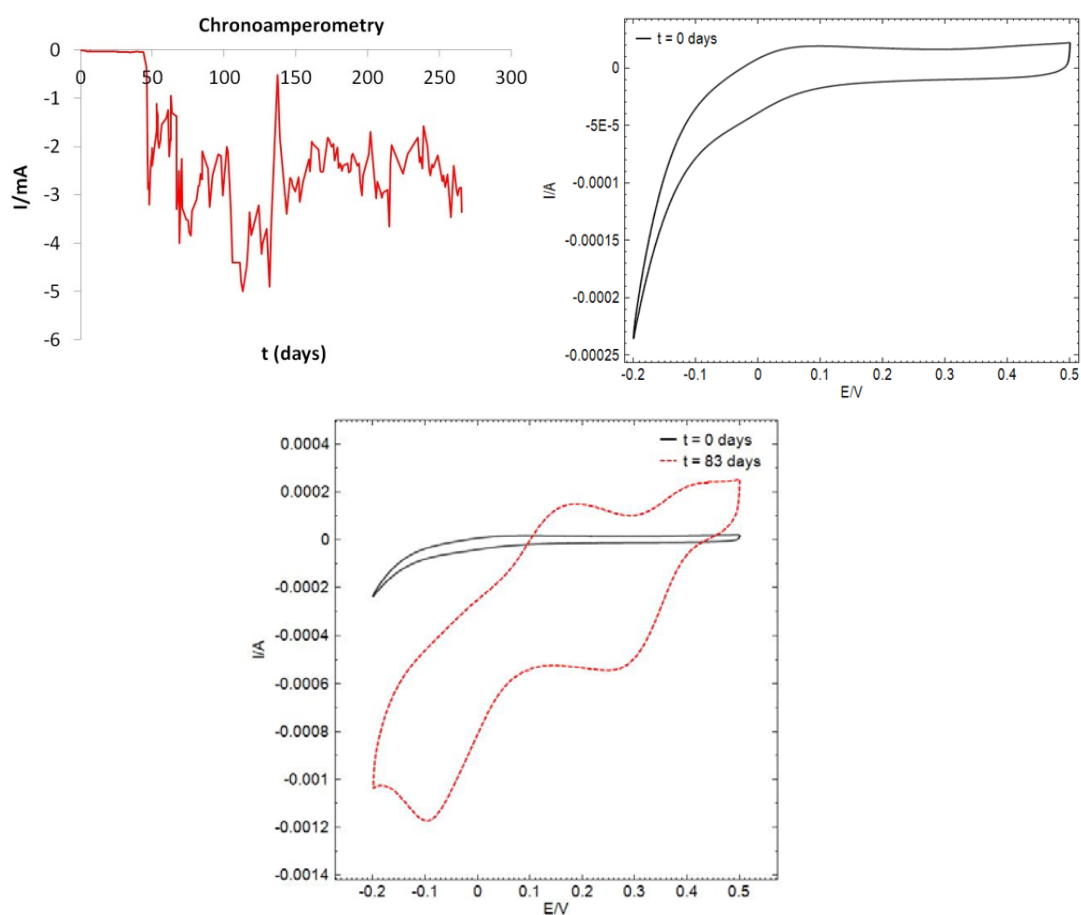 Chronoamperometry
0
0 50 100 150 200 250 300
-1
-2
-3
-4
-5
-6
I/mA
t (days)
t = 0 days
0
-5E-5
-0.0001
-0.00015
-0.0002
-0.00025
I/A
-0.2 -0.1 0 0.1 0.2 0.3 0.4 0.5
E/V
t = 0 days
t = 83 days
0.0004
0.0002
0
-0.0002
-0.0004
-0.0006
-0.0008
-0.001
-0.0012
-0.0014
I/A
-0.2 -0.1 0 0.1 0.2 0.3 0.4 0.5
E/V